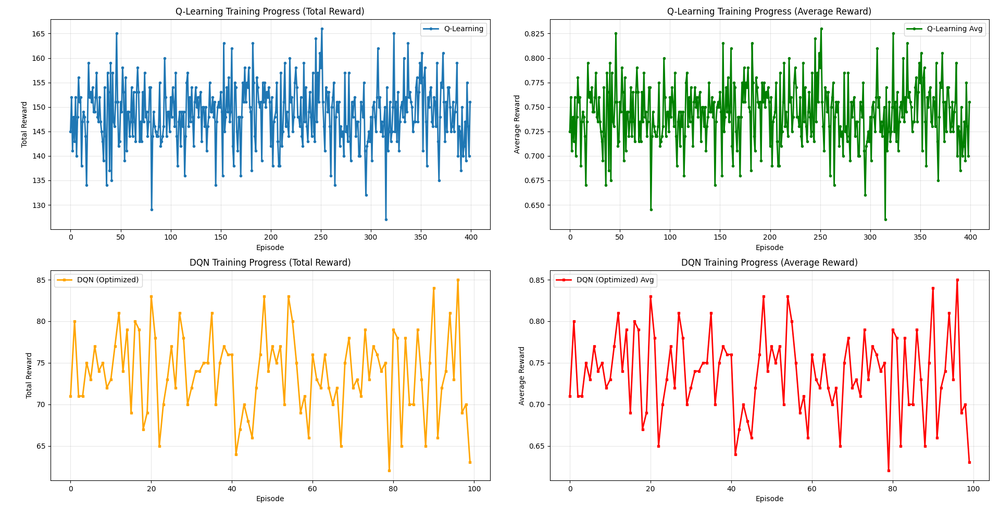 Q-Learning Training Progress (Total Reward)
Q-Learning
165
160
155
150
145
140
135
130
Total Reward
0 50 100 150 200 250 300 350 400
Episode
Q-Learning Training Progress (Average Reward)
Q-Learning Avg
0.825
0.800
0.775
0.750
0.725
0.700
0.675
0.650
Average Reward
0 50 100 150 200 250 300 350 400
Episode
DQN Training Progress (Total Reward)
DQN (Optimized)
85
80
75
70
65
Total Reward
0 20 40 60 80 100
Episode
DQN Training Progress (Average Reward)
DQN (Optimized) Avg
0.85
0.80
0.75
0.70
0.65
Average Reward
0 20 40 60 80 100
Episode